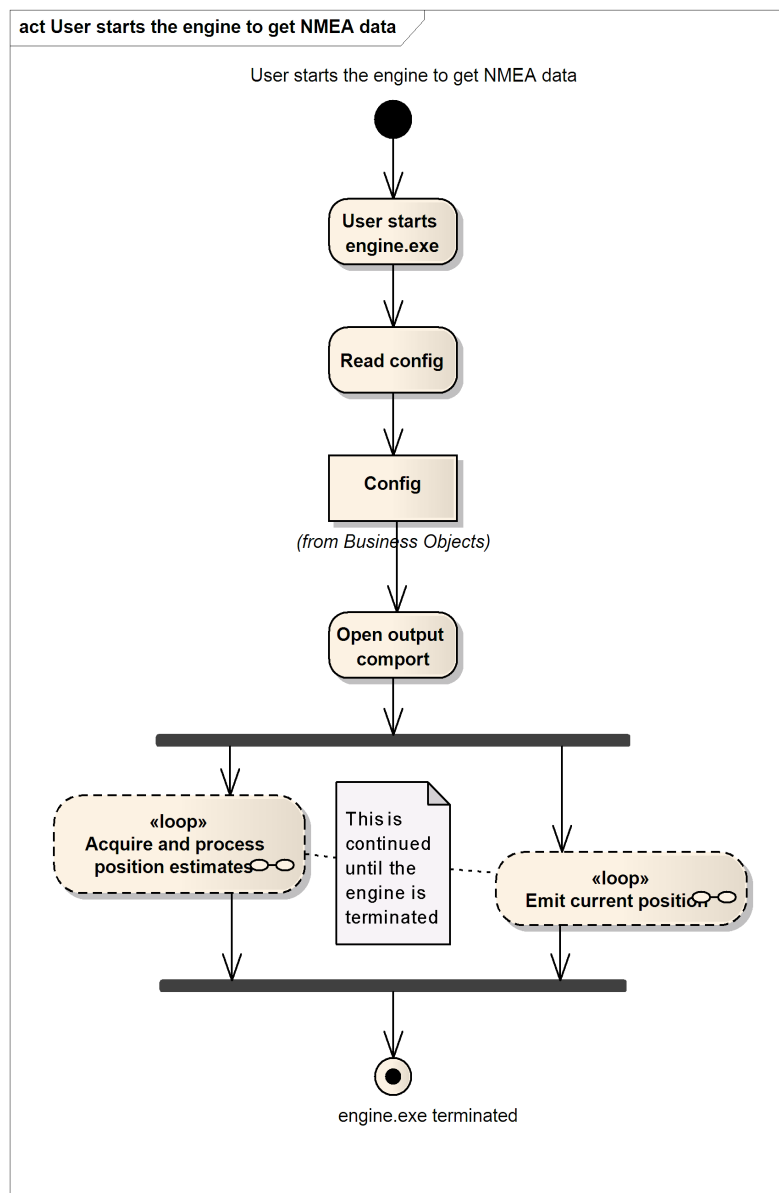 act User starts the engine to get NMEA data
User starts the engine to get NMEA data
User starts
engine.exe
Read config
Config
(from Business Objects)
Open output
comport
«loop»
Acquire and process
position estimates
This is
continued
until the
engine is
terminated
«loop»
Emit current position
engine.exe terminated